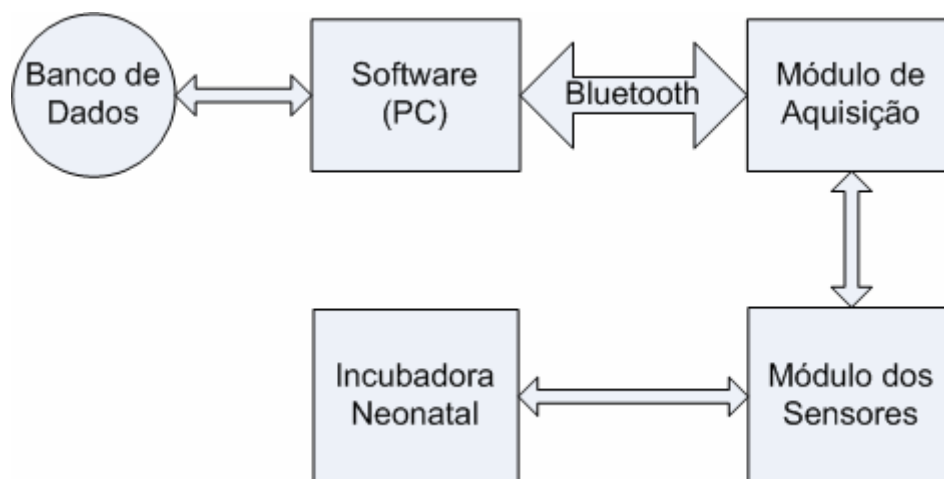 Banco de
Dados
Software
(PC)
Bluetooth
Módulo de
Aquisição
Incubadora
Neonatal
Módulo dos
Sensores